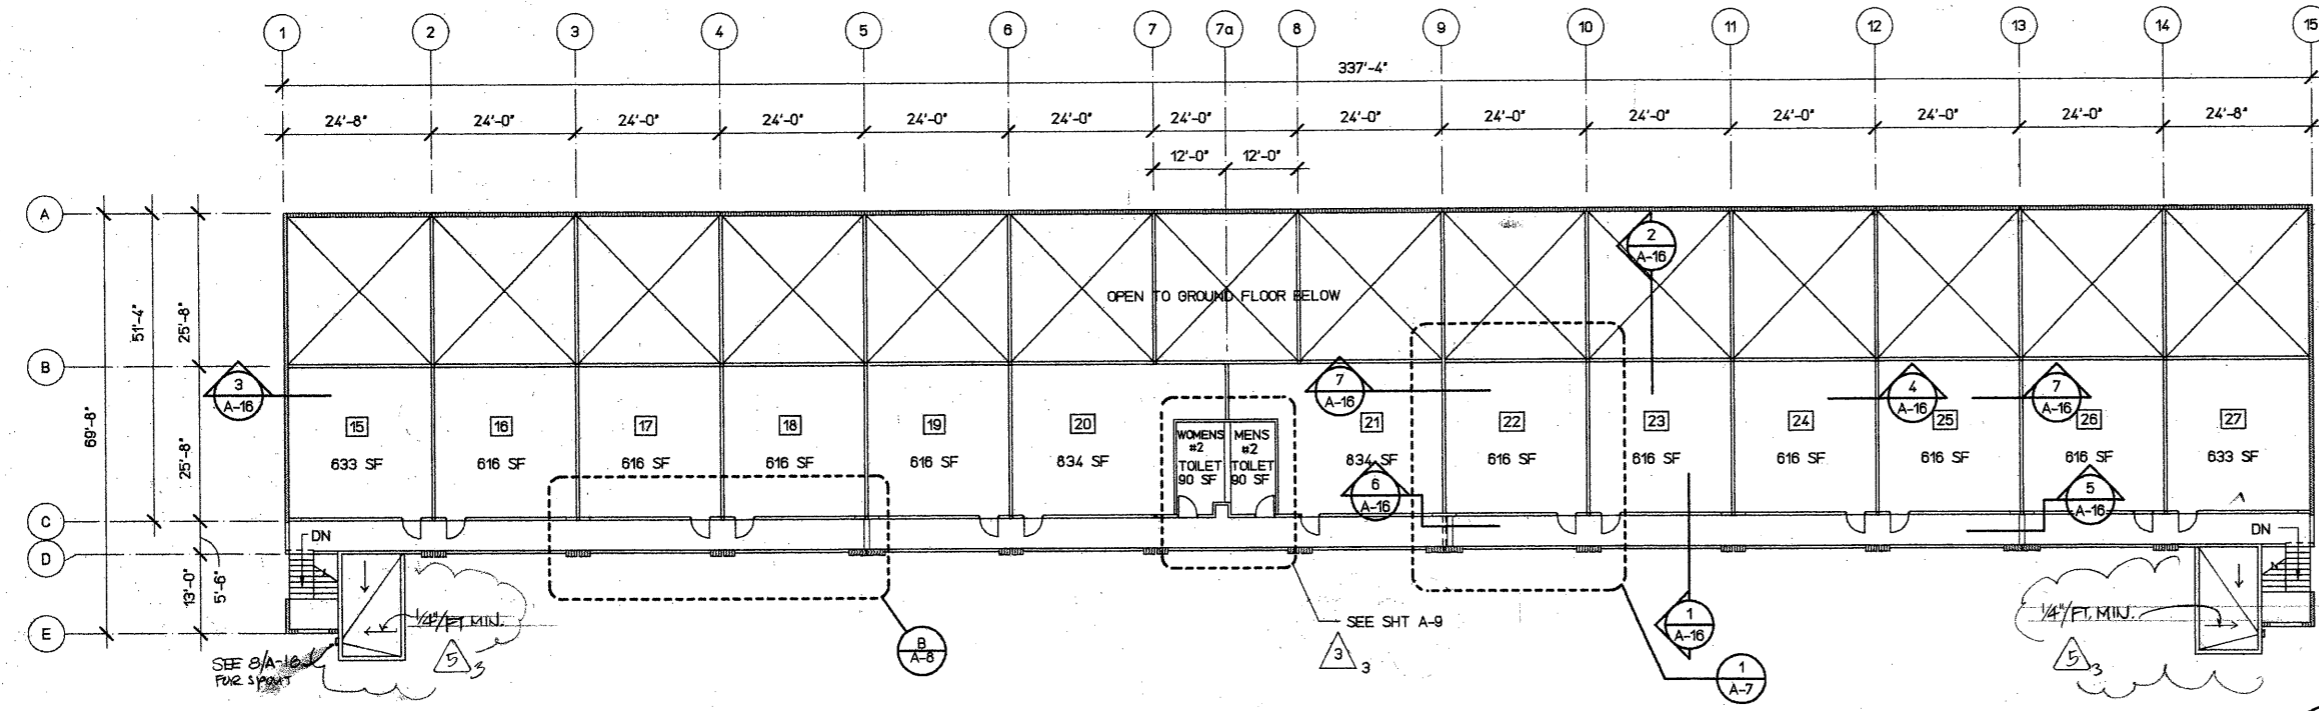 1 2 3 4 5 6 7 7a 8 9 10 11 12 13 14 15
337'-4"
24'-8" 24'-0" 24'-0" 24'-0" 24'-0" 24'-0" 24'-0" 24'-0" 24'-0" 24'-0" 24'-0" 24'-0" 24'-0" 24'-8"
12'-0" 12'-0"
A
B
C
D
E
69'-8"
51'-4"
25'-8"
25'-8"
13'-0"
5'-6"
OPEN TO GROUND FLOOR BELOW
2
A-16
3
A-16
7
A-16
4
A-16
7
A-16
15 16 17 18 19 20 21 22 23 24 25 26 27
633 SF 616 SF 616 SF 616 SF 616 SF 834 SF 834 SF 616 SF 616 SF 616 SF 616 SF 616 SF 633 SF
WOMENS
#2
TOILET
90 SF
MENS
#2
TOILET
90 SF
6
A-16
5
A-16
DN
DN
1/4"/FT. MIN.
5
3
SEE 8/A-16
FOR SPOUT
B
A-8
SEE SHT A-9
3
3
1
A-16
1
A-7
1/4"/FT. MIN.
5
3